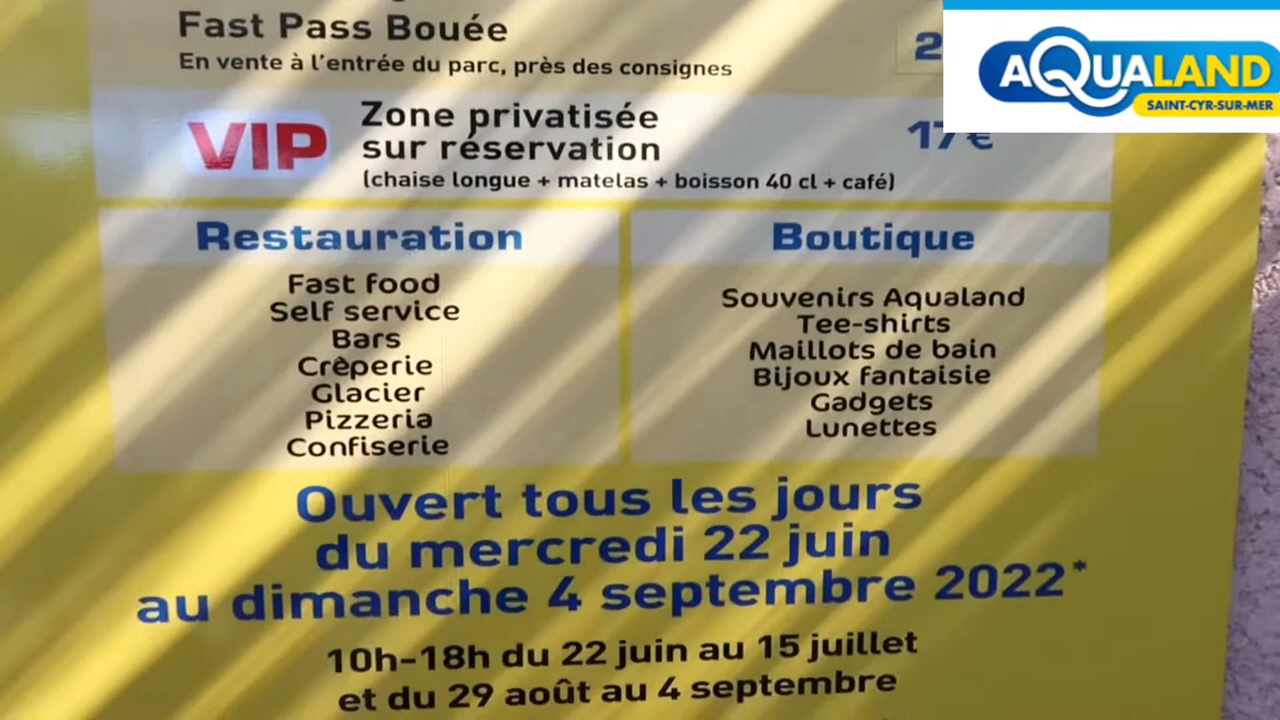 Fast Pass Bouée
En vente à l'entrée du parc, près des consignes
AQUALAND
SAINT-CYR-SUR-MER
VIP
Zone privatisée
sur réservation
17€
(chaise longue + matelas + boisson 40 cl + café)
Restauration
Fast food
Self service
Bars
Crêperie
Glacier
Pizzeria
Confiserie
Boutique
Souvenirs Aqualand
Tee-shirts
Maillots de bain
Bijoux fantaisie
Gadgets
Lunettes
Ouvert tous les jours
du mercredi 22 juin
au dimanche 4 septembre 2022*
10h-18h du 22 juin au 15 juillet
et du 29 août au 4 septembre